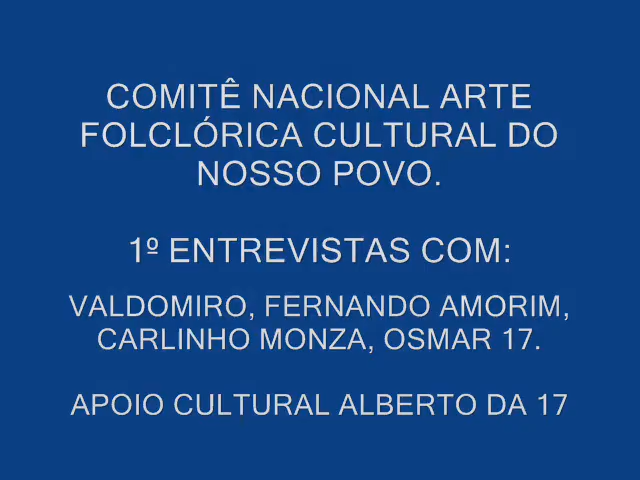 COMITÊ NACIONAL ARTE
FOLCLÓRICA CULTURAL DO
NOSSO POVO.
1º ENTREVISTAS COM:
VALDOMIRO, FERNANDO AMORIM,
CARLINHO MONZA, OSMAR 17.
APOIO CULTURAL ALBERTO DA 17